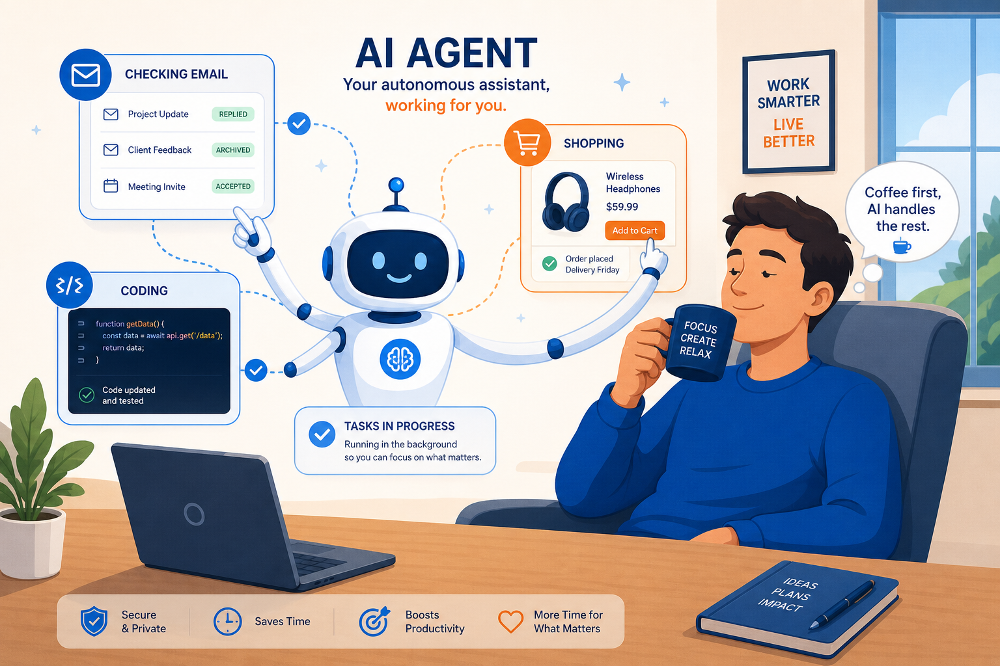 AI AGENT
Your autonomous assistant,
working for you.
CHECKING EMAIL
Project Update REPLIED
Client Feedback ARCHIVED
Meeting Invite ACCEPTED
CODING
</>
function getData() {
const data = await api.get('/data');
return data;
}
Code updated
and tested
SHOPPING
Wireless
Headphones
$59.99
Add to Cart
Order placed
Delivery Friday
WORK
SMARTER
LIVE
BETTER
Coffee first,
AI handles
the rest.
FOCUS
CREATE
RELAX
TASKS IN PROGRESS
Running in the background
so you can focus on what matters.
IDEAS
PLANS
IMPACT
Secure
& Private
Saves Time
Boosts
Productivity
More Time for
What Matters